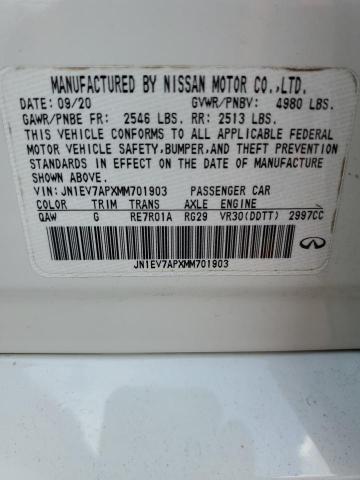 MANUFACTURED BY NISSAN MOTOR CO.,LTD.
DATE: 09/20 GVWR/PNBV: 4980 LBS.
GAWR/PNBE FR: 2546 LBS. RR: 2513 LBS.
THIS VEHICLE CONFORMS TO ALL APPLICABLE FEDERAL
MOTOR VEHICLE SAFETY,BUMPER,AND THEFT PREVENTION
STANDARDS IN EFFECT ON THE DATE OF MANUFACTURE
SHOWN ABOVE.
VIN: JN1EV7APXMM701903 PASSENGER CAR
COLOR TRIM TRANS AXLE ENGINE
QAW G RE7R01A RG29 VR30(DDTT) 2997CC
JN1EV7APXMM701903